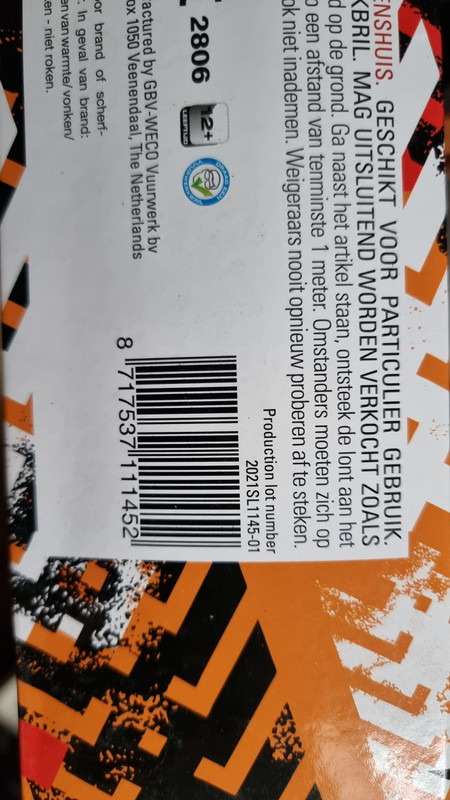 ENSHUIS. GESCHIKT VOOR PARTICULIER GEBRUIK.
KBRIL. MAG UITSLUITEND WORDEN VERKOCHT ZOALS
d op de grond. Ga naast het artikel staan, ontsteek de lont aan het
p een afstand van tenminste 1 meter. Omstanders moeten zich op
ok niet inademen. Weigeraars nooit opnieuw proberen af te steken.
2806
12+
LEEFTIJD
Production lot number
2021SL1145-01
8 717537 111452
actured by GBV-WECO Vuurwerk bv
ox 1050 Veenendaal, The Netherlands
or brand of scherf-
: In geval van brand:
en van warmte/ vonken/
en - niet roken.